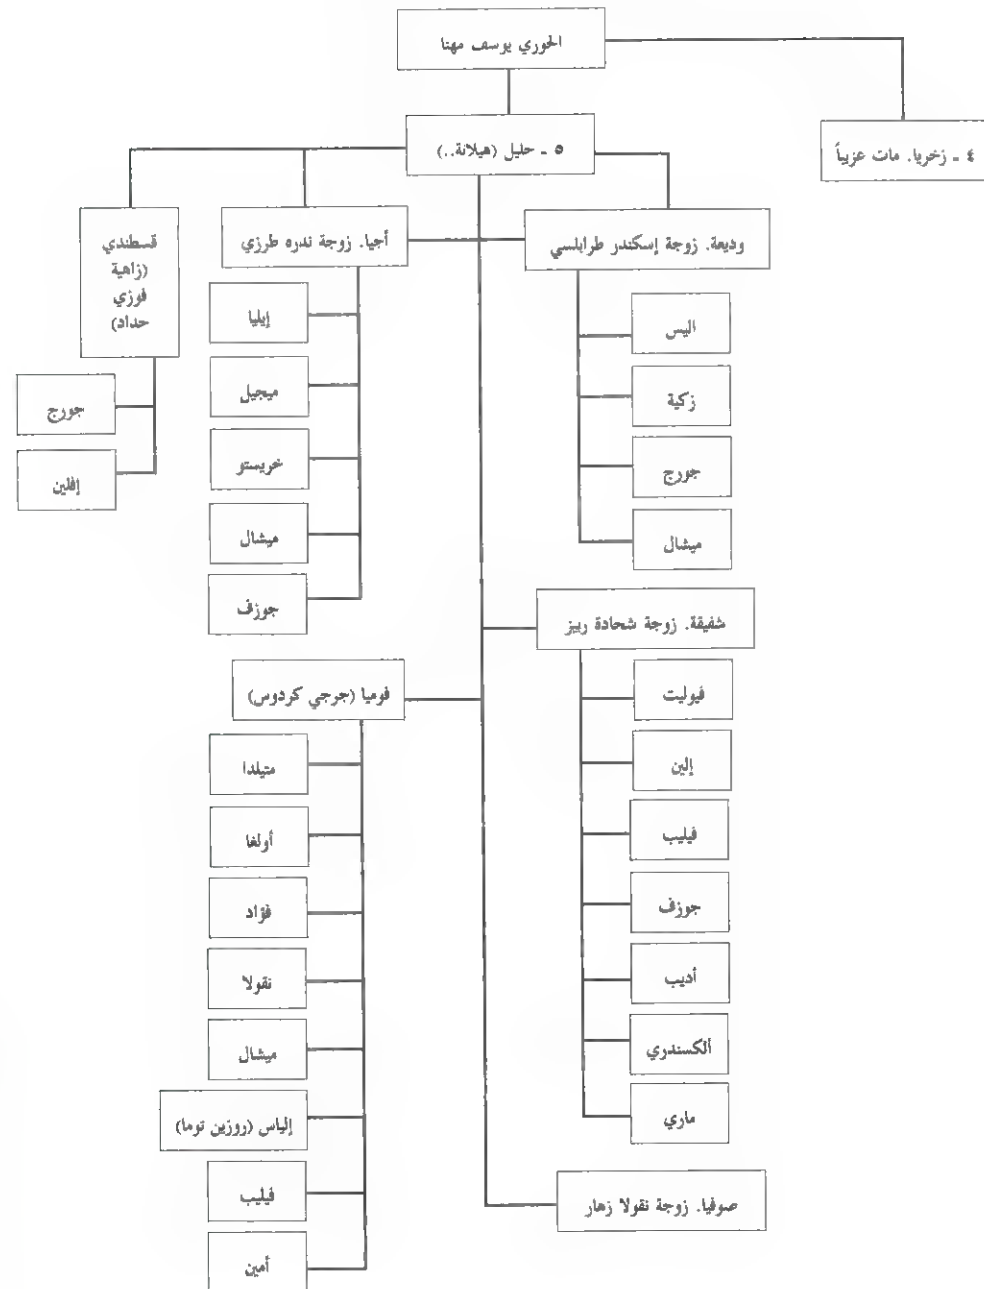 الخوري يوسف مهنا
٤ - زخريا. مات عزيباً
٥ - خليل (هيلانة..)
وديعة. زوجة إسكندر طرابلسي
أجيا. زوجة ندره طرزي
قسطندي
(زاهية
فوزي
حداد)
اليس
زكية
جورج
ميشال
إيليا
ميجيل
خريستو
ميشال
جوزف
جورج
إفلين
شفيقة. زوجة شحادة ريبز
فيوليت
إلين
فيليب
جوزف
أديب
ألكسندري
ماري
فوميا (جرجي كردوس)
متيلدا
أولغا
فؤاد
نقولا
ميشال
إلياس (روزين توما)
فيليب
أمين
صوفيا. زوجة نقولا زهار